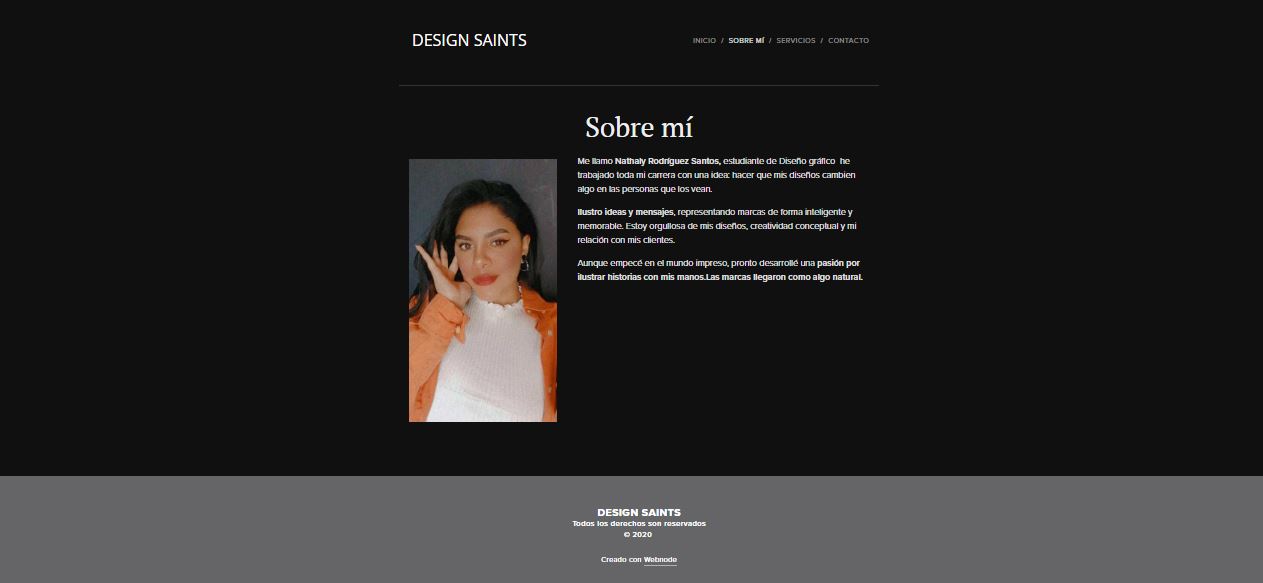 DESIGN SAINTS
INICIO / SOBRE MÍ / SERVICIOS / CONTACTO
Sobre mí
Me llamo Nathaly Rodríguez Santos, estudiante de Diseño gráfico he
trabajado toda mi carrera con una idea: hacer que mis diseños cambien
algo en las personas que los vean.
Ilustro ideas y mensajes, representando marcas de forma inteligente y
memorable. Estoy orgullosa de mis diseños, creatividad conceptual y mi
relación con mis clientes.
Aunque empecé en el mundo impreso, pronto desarrollé una pasión por
ilustrar historias con mis manos.Las marcas llegaron como algo natural.
DESIGN SAINTS
Todos los derechos son reservados
© 2020
Creado con Webnode